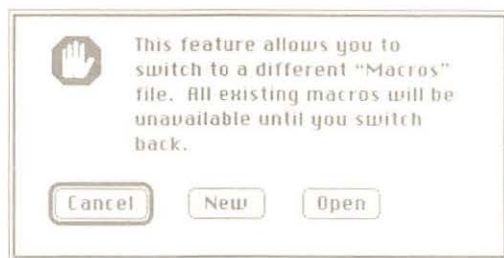 This feature allows you to
switch to a different “Macros”
file. All existing macros will be
unavailable until you switch
back.
Cancel New Open